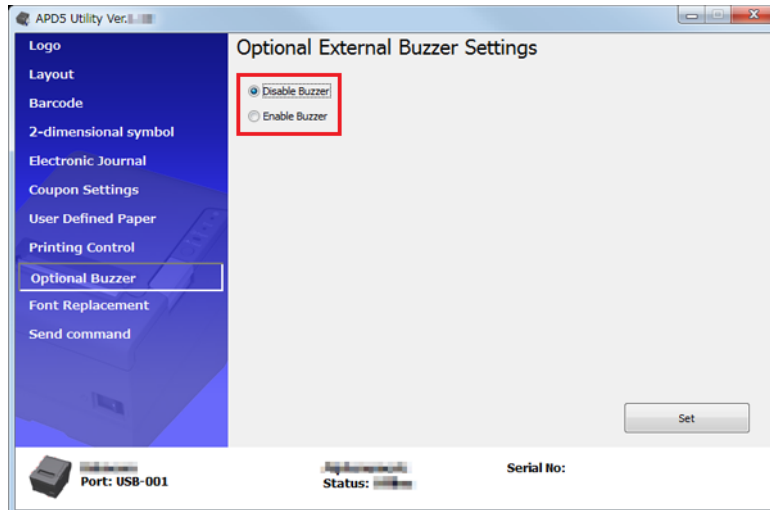 APD5 Utility Ver.
Logo
Layout
Barcode
2-dimensional symbol
Electronic Journal
Coupon Settings
User Defined Paper
Printing Control
Optional Buzzer
Font Replacement
Send command
Optional External Buzzer Settings
Disable Buzzer
Enable Buzzer
Set
Port: USB-001
Status:
Serial No: